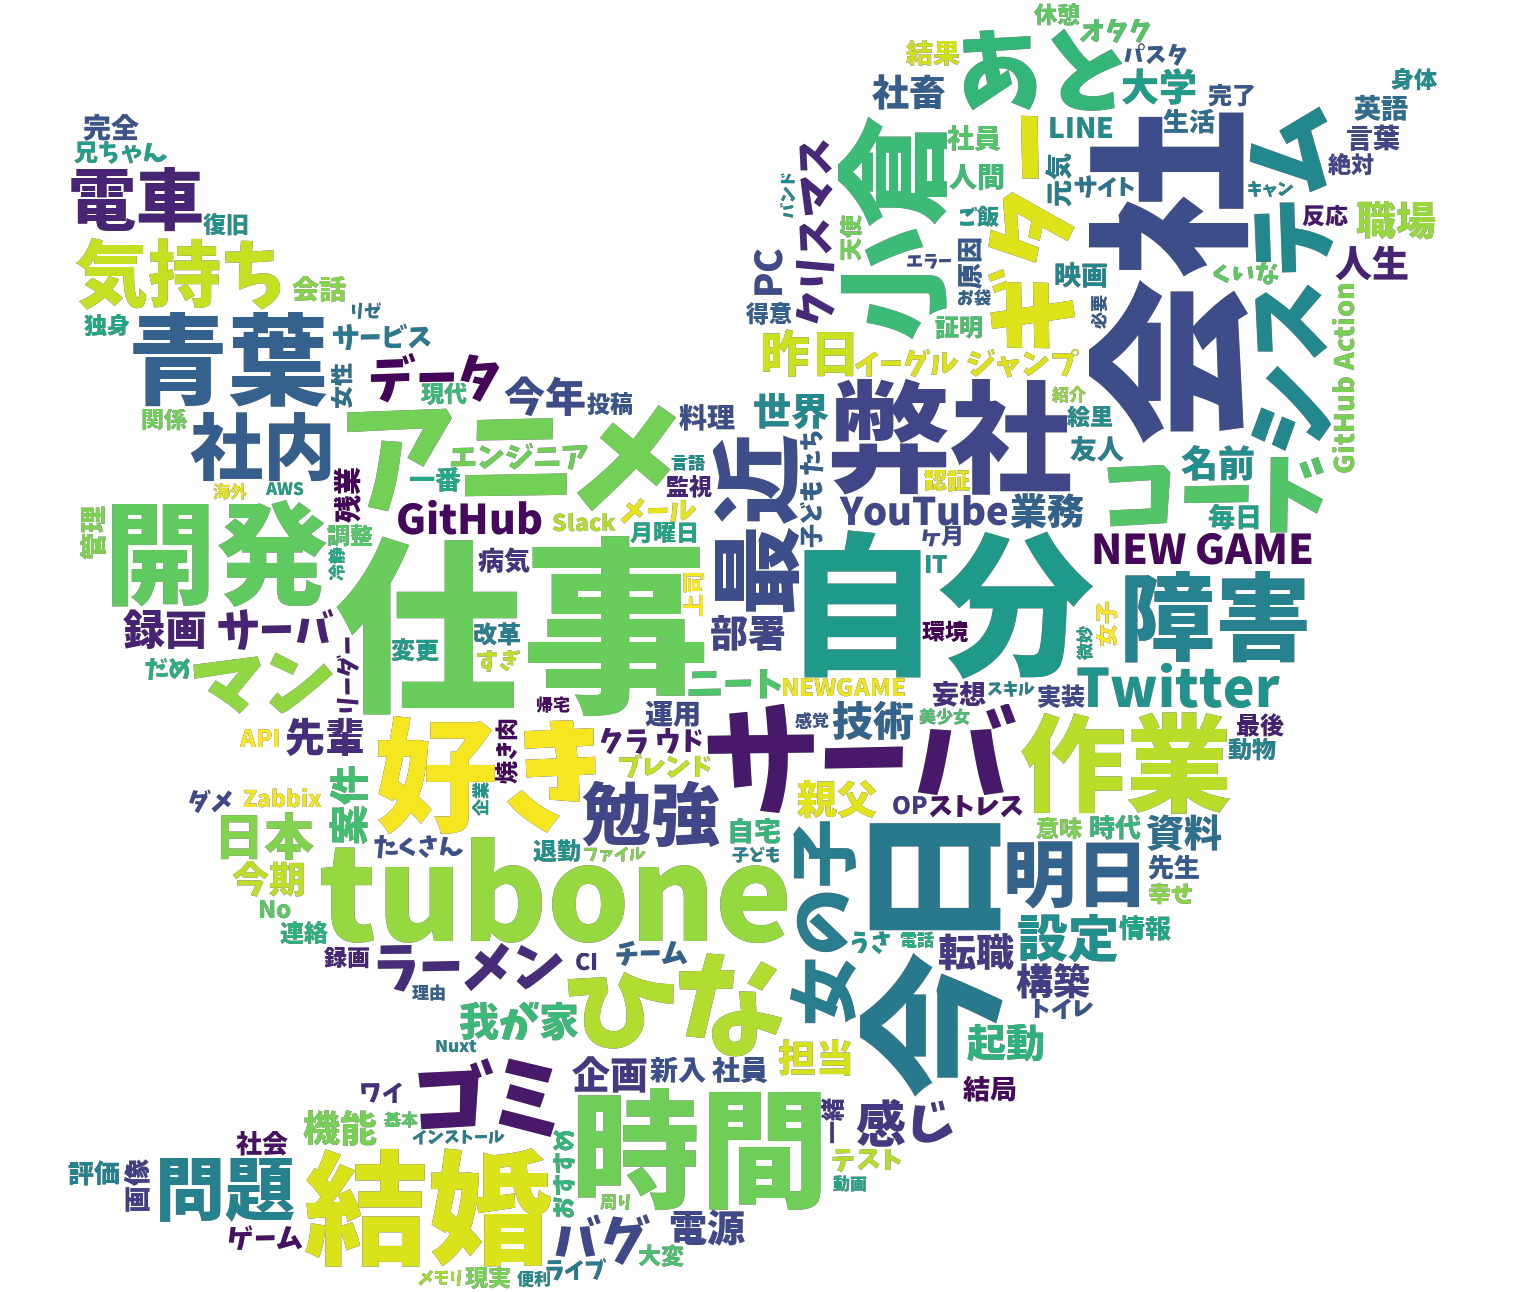 休憩
オタク
結果
あと
パスタ
身体
社畜
大学
完了
英語
完全
LINE
生活
言葉
兄ちゃん
社員
絶対
電車
人間
元気
サイト
キャン
クリスマス
バンド
小倉
ギター
会社
システム
反応
職場
復旧
天使
ご飯
気持ち
エラー
原因
映画
くいな
人生
会話
PC
お袋
必要
リゼ
独身
得意
証明
GitHub Action
青葉
サービス
昨日
イーグル ジャンプ
データ
女性
現代
今年
投稿
紹介
関係
料理
世界
弊社
絵里
社内
アニメ
エンジニア
友人
言語
子どもたち
名前
一番
監視
認証
コード
海外
AWS
残業
最近
GitHub
Slack
メール
YouTube
業務
毎日
管理
開発
調整
月曜日
ケ月
NEW GAME
冷静
仕事
病気
上司
自分
IT
障害
録画
サーバ
変更
改革
部署
環境
微妙
女子
だめ
マン
リーダー
すぎ
ニート
NEWGAME
妄想
スキル
実装
Twitter
帰宅
運用
感覚
技術
美少女
最後
API
先輩
好き
焼き肉
クラウド
サーバ
作業
動物
ブレンド
ダメ
Zabbix
案件
企業
勉強
親父
OP
ストレス
日本
自宅
意味
時代
資料
たくさん
退勤
ファイル
子ども
女の子
今日
明日
先生
今期
tubone
幸せ
No
連絡
うさ
電話
設定
情報
録画
ラーメン
CI
チーム
転職
構築
理由
ひな
トイレ
我が家
Nuxt
担当
起動
ゴミ
企画
新入 社員
結局
ワイ
時間
一緒
感じ
機能
基本
インストール
社会
おすすめ
テスト
評価
画像
問題
結婚
動画
周り
ゲーム
バグ
電源
大変
メモリ
現実
便利
ライブ